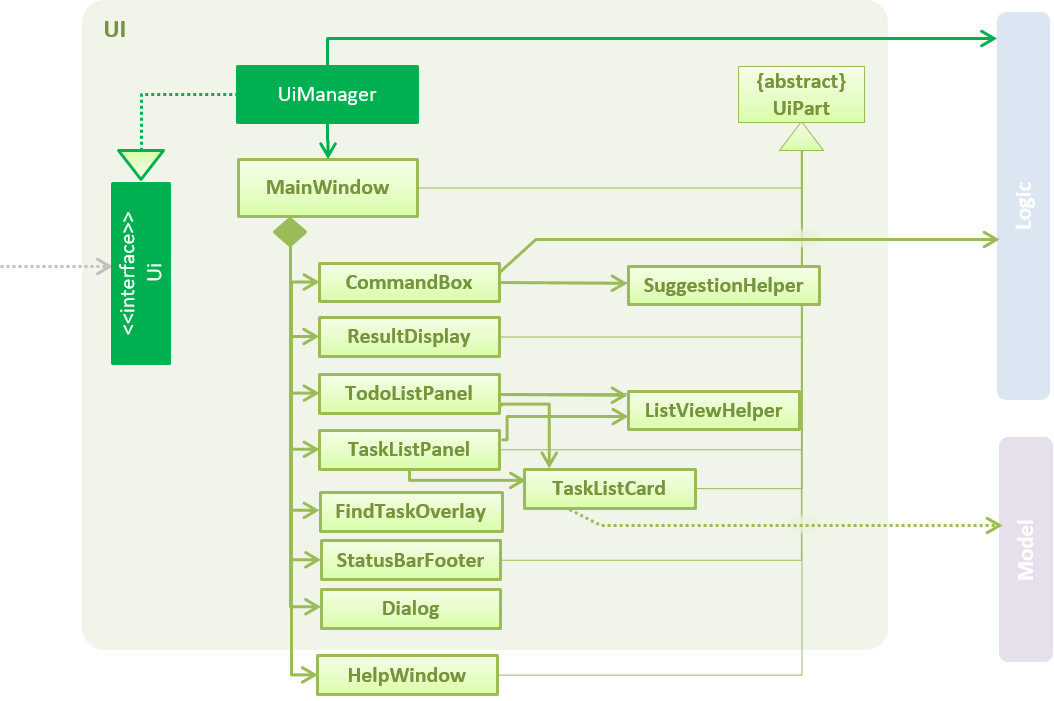 UI
UiManager
{abstract}
UiPart
MainWindow
<<interface>>
Ui
Logic
CommandBox
SuggestionHelper
ResultDisplay
TodoListPanel
ListViewHelper
TaskListPanel
TaskListCard
FindTaskOverlay
Model
StatusBarFooter
Dialog
HelpWindow